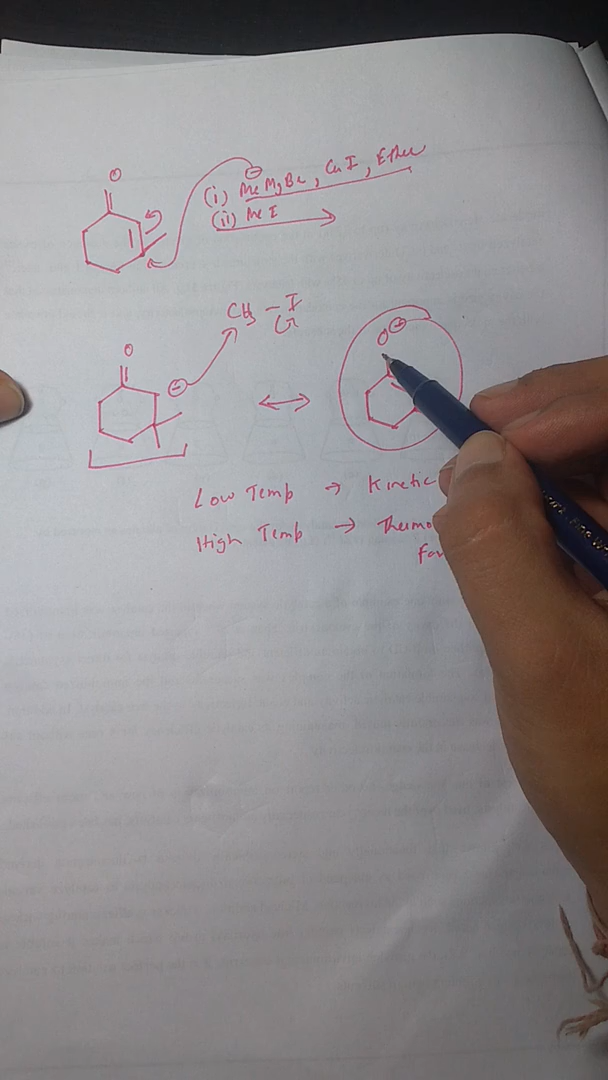 O
(i) MeMgBr, CuI, Ether
(ii) MeI
CH3 - I
O
O
Low Temp → Kinetic
High Temp → Thermo